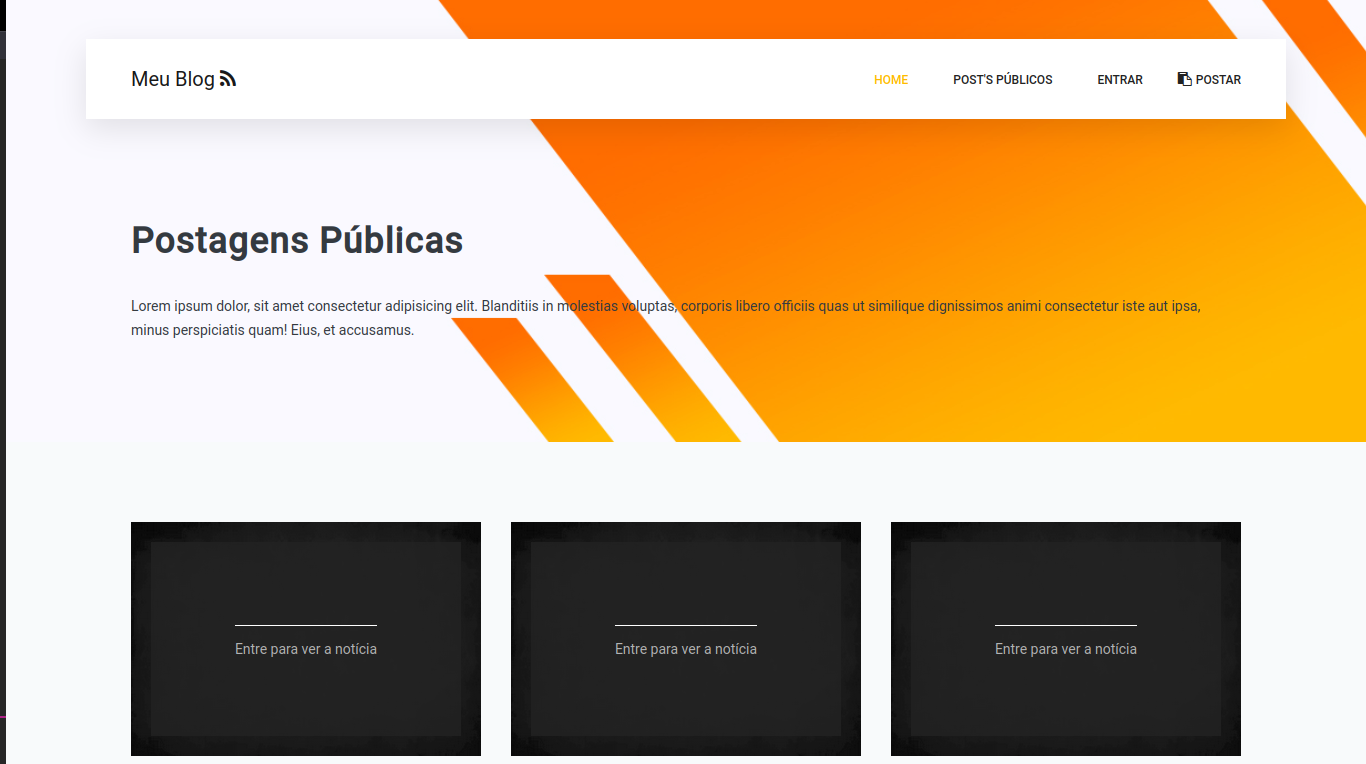 Meu Blog
HOME
POST'S PÚBLICOS
ENTRAR
POSTAR
Postagens Públicas
Lorem ipsum dolor, sit amet consectetur adipisicing elit. Blanditiis in molestias voluptas, corporis libero officiis quas ut similique dignissimos animi consectetur iste aut ipsa,
minus perspiciatis quam! Eius, et accusamus.
Entre para ver a notícia
Entre para ver a notícia
Entre para ver a notícia